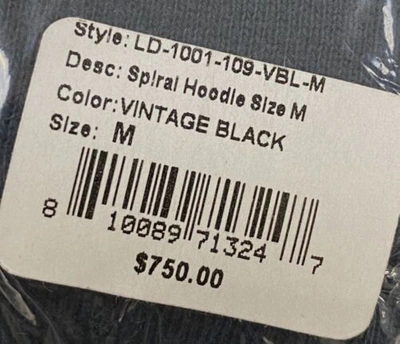 Style: LD-1001-109-VBL-M
Desc: Spiral Hoodie Size M
Color:VINTAGE BLACK
Size: M
8 10089 71324 7
$750.00